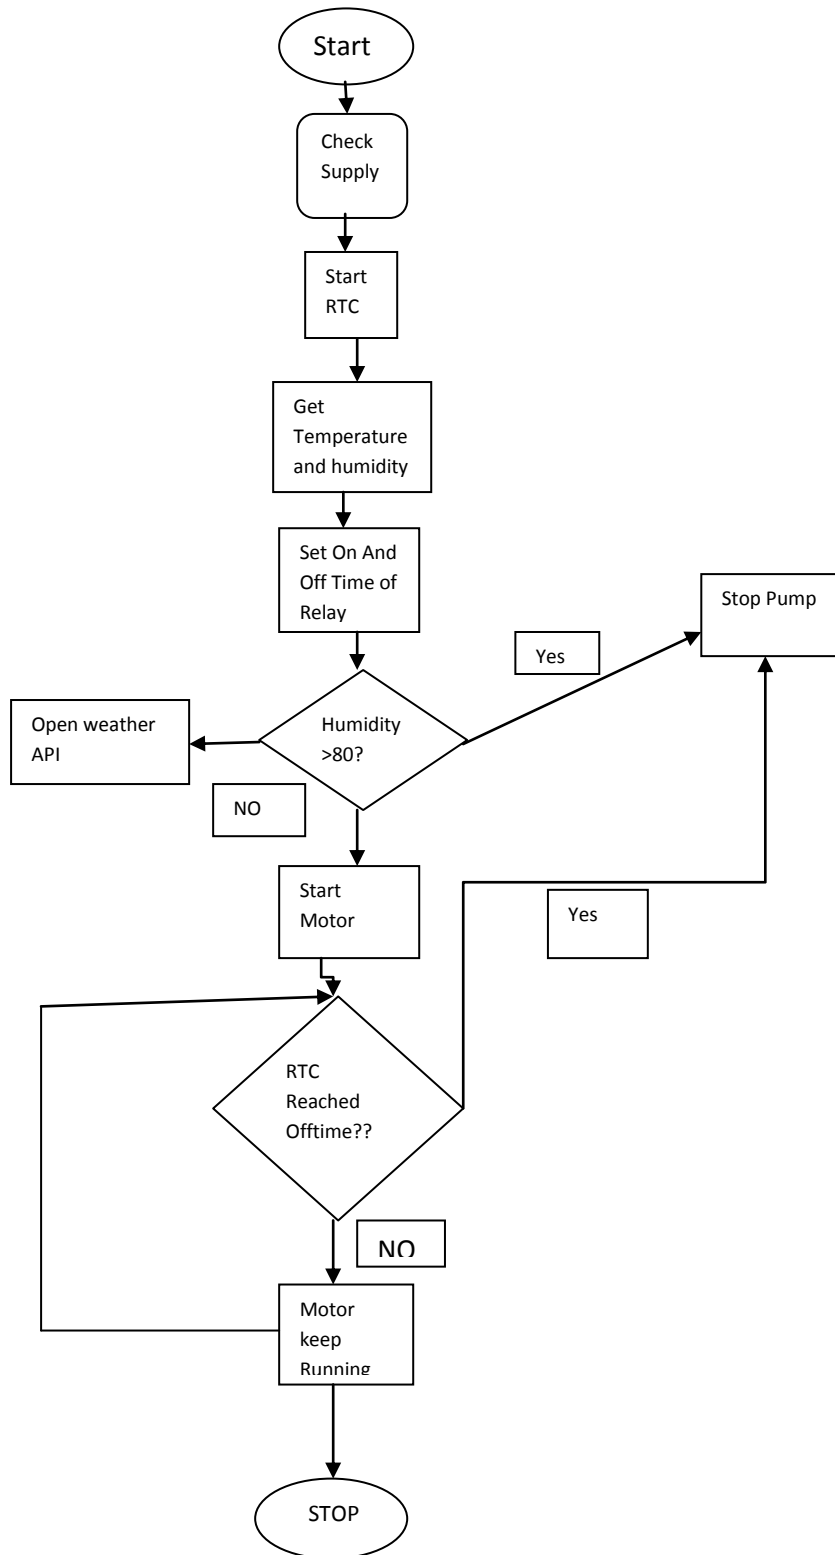 Start
Check
Supply
Start
RTC
Get
Temperature
and humidity
Set On And
Off Time of
Relay
Stop Pump
Yes
Open weather
API
Humidity
>80?
NO
Start
Motor
Yes
RTC
Reached
Offtime??
NO
Motor
keep
Running
STOP